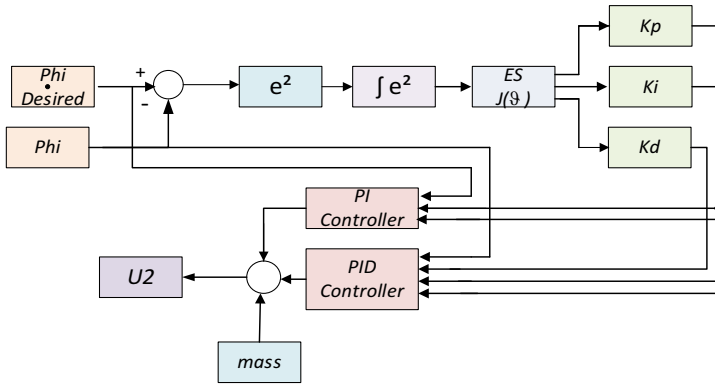 Phi
Desired
+
-
e²
∫ e²
ES
J(ϑ )
Kp
Ki
Kd
Phi
PI
Controller
PID
Controller
U2
mass